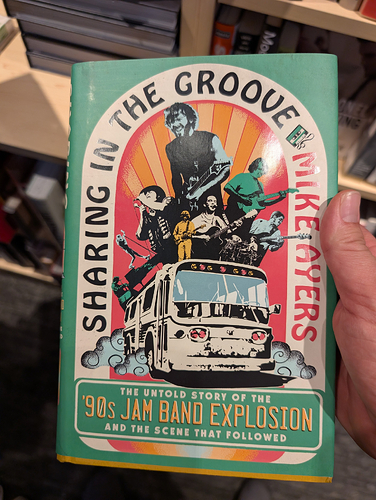 SHARING IN THE GROOVE
MIKE AYERS
THE UNTOLD STORY OF THE
'90s JAM BAND EXPLOSION
AND THE SCENE THAT FOLLOWED